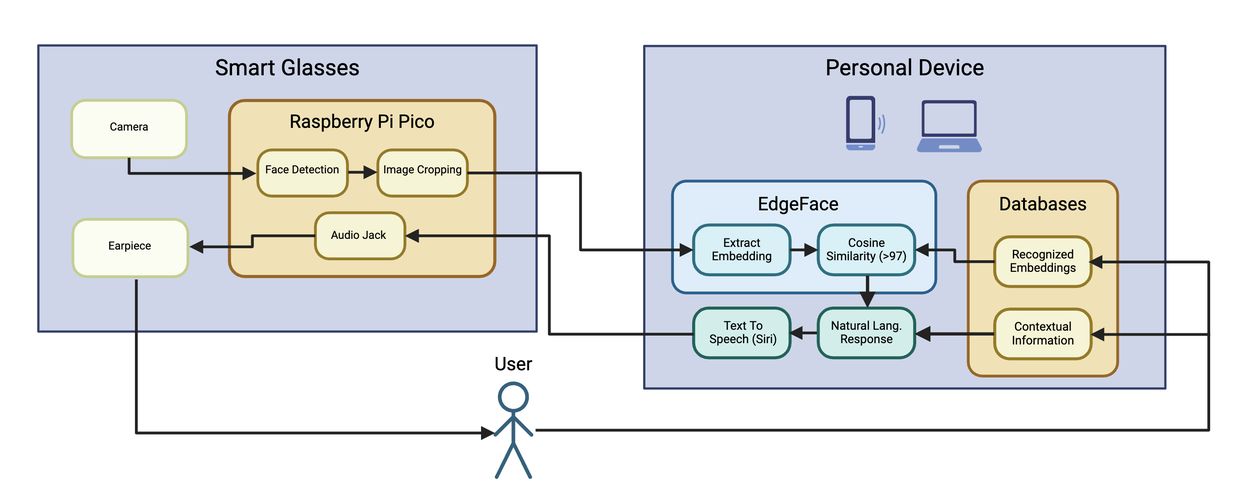 Smart Glasses
Camera
Raspberry Pi Pico
Face Detection
Image Cropping
Audio Jack
Earpiece
Personal Device
EdgeFace
Extract
Embedding
Cosine
Similarity (>97)
Databases
Recognized
Embeddings
Contextual
Information
Natural Lang.
Response
Text To
Speech (Siri)
User